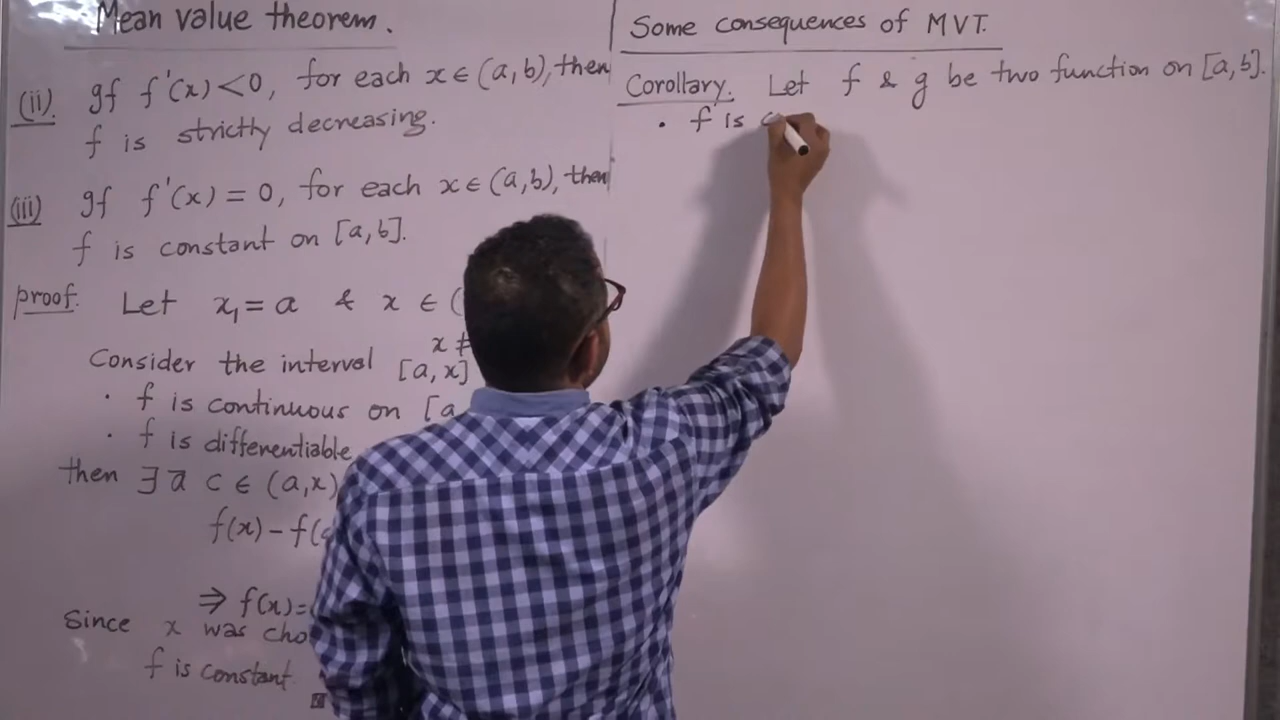 Mean value theorem.
(ii). If f'(x) < 0, for each x ∈ (a, b), then
f is strictly decreasing.
(iii) If f'(x) = 0, for each x ∈ (a, b), then
f is constant on [a, b].
proof. Let x₁ = a & x ∈ (
x ≠
Consider the interval [a, x]
· f is continuous on [a
· f is differentiable
then ∃ a c ∈ (a, x)
f(x) - f(
⇒ f(x) =
Since x was cho
f is constant
Some consequences of MVT.
Corollary. Let f & g be two function on [a, b].
· f is c